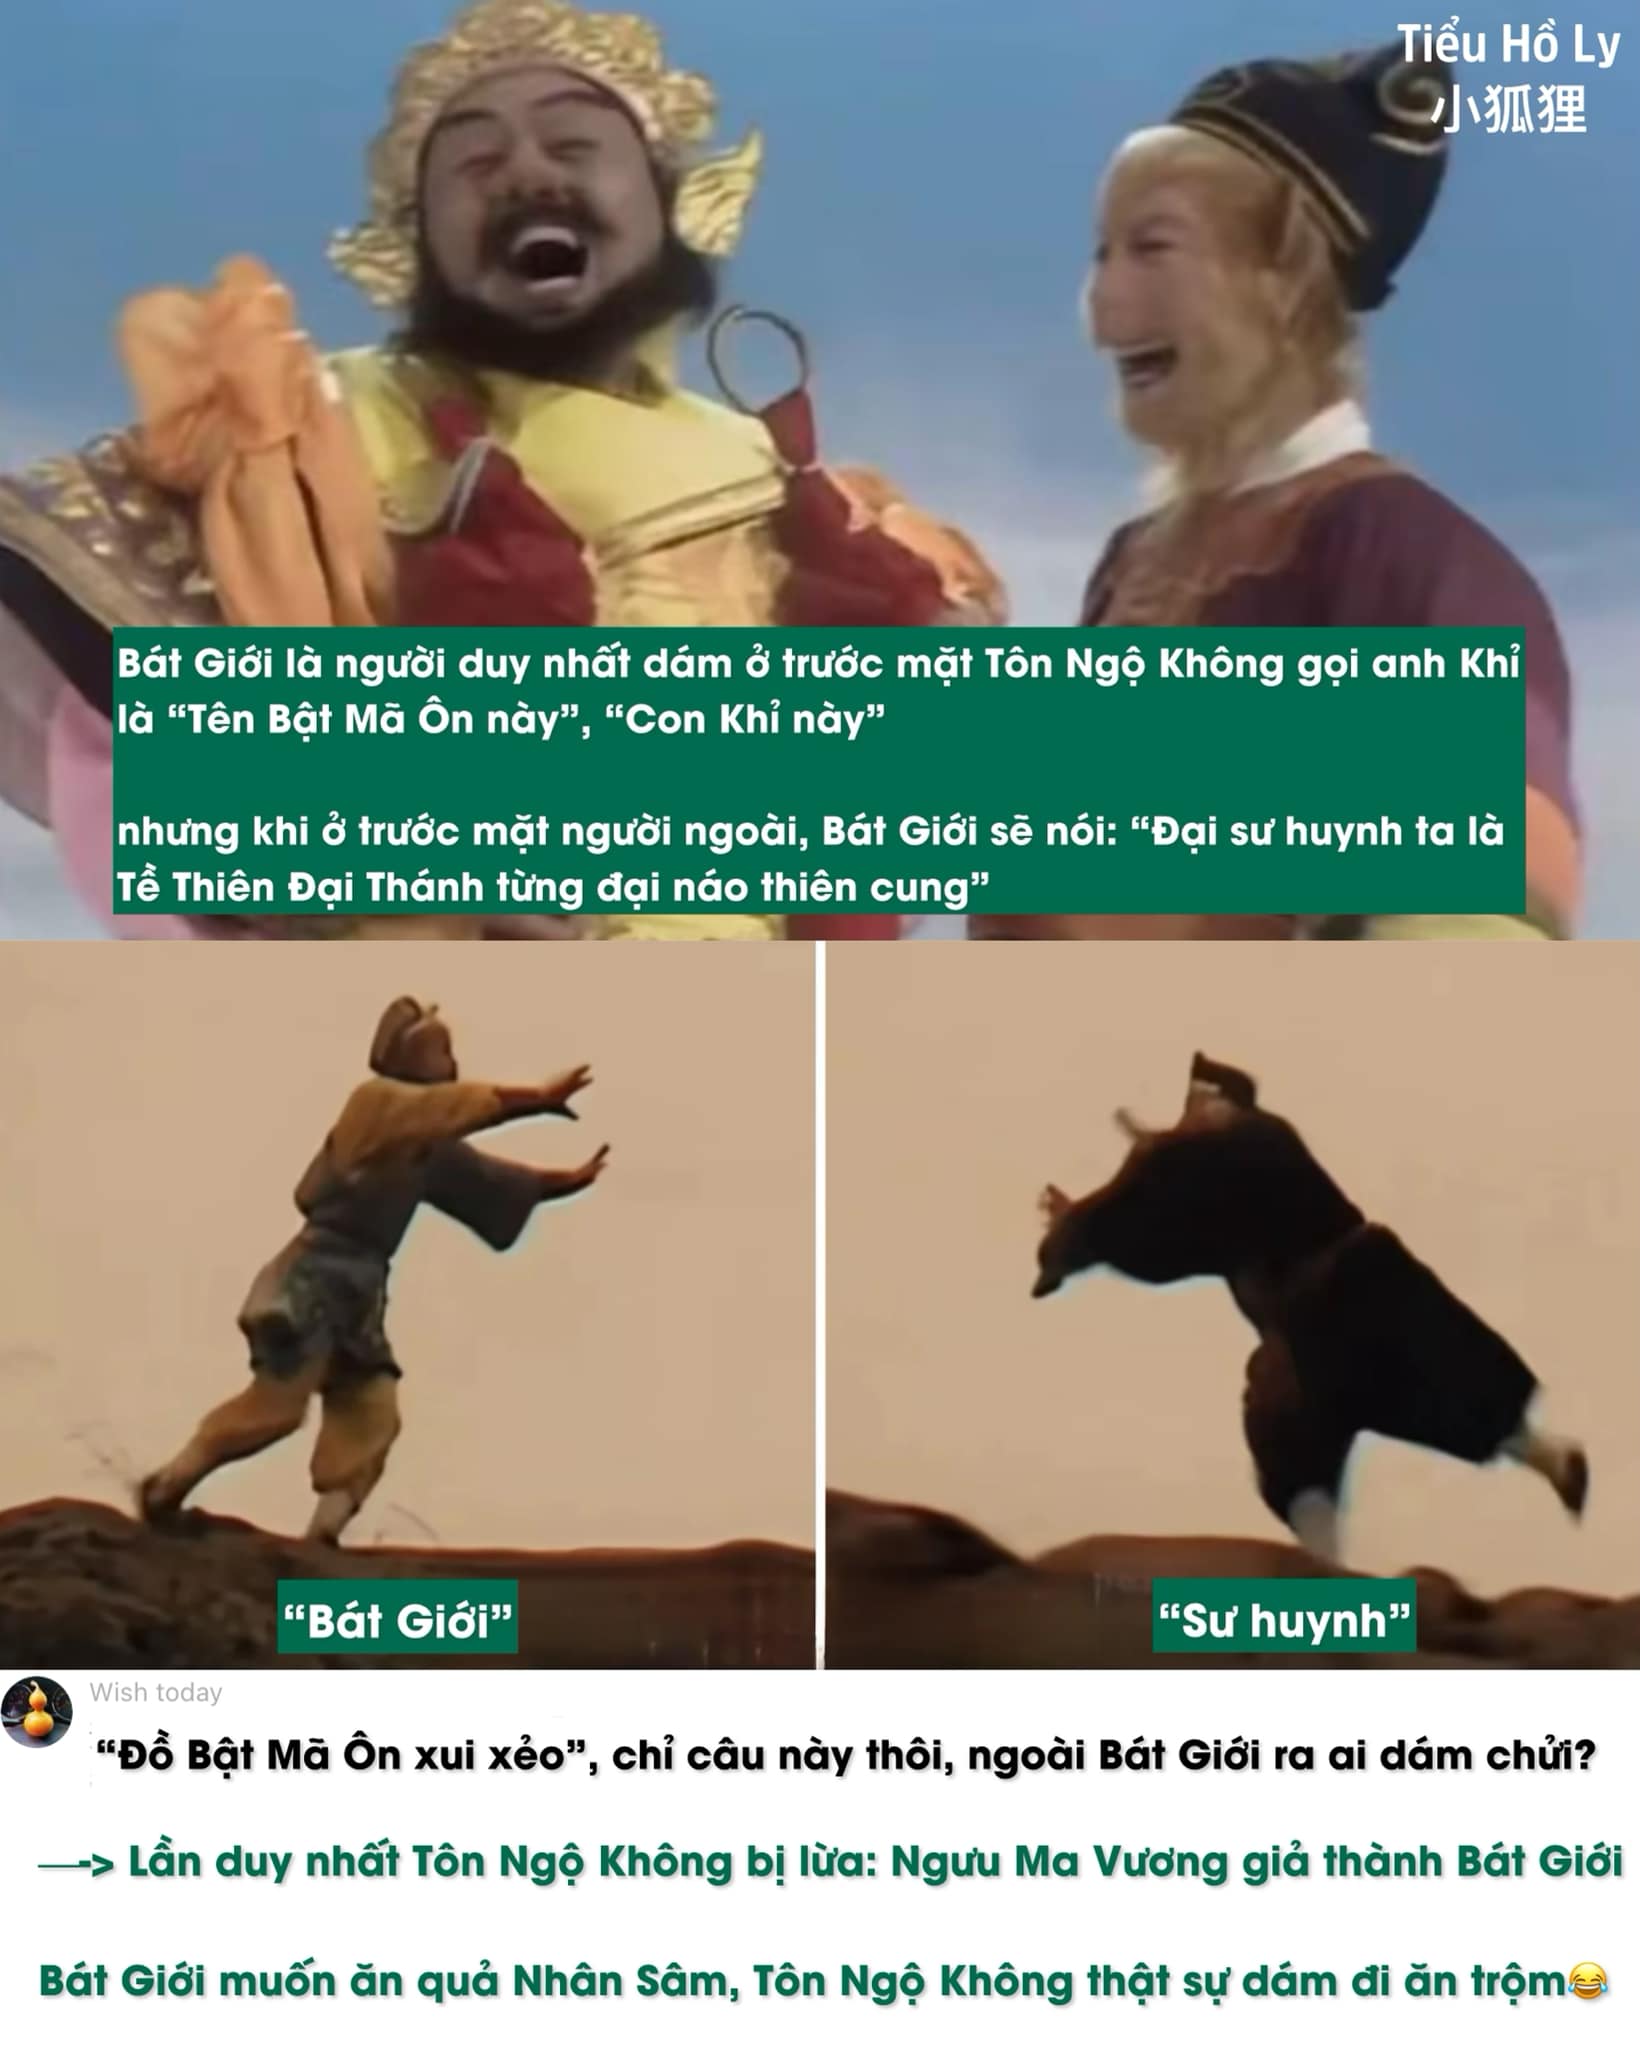 Tiểu Hồ Ly
小狐狸
Bát Giới là người duy nhất dám ở trước mặt Tôn Ngộ Không gọi anh Khỉ
là “Tên Bật Mã Ôn này”, “Con Khỉ này”
nhưng khi ở trước mặt người ngoài, Bát Giới sẽ nói: “Đại sư huynh ta là
Tề Thiên Đại Thánh từng đại náo thiên cung”
“Bát Giới”
“Sư huynh”
Wish today
“Đồ Bật Mã Ôn xui xẻo”, chỉ câu này thôi, ngoài Bát Giới ra ai dám chửi?
—-> Lần duy nhất Tôn Ngộ Không bị lừa: Ngưu Ma Vương giả thành Bát Giới
Bát Giới muốn ăn quả Nhân Sâm, Tôn Ngộ Không thật sự dám đi ăn trộm😂